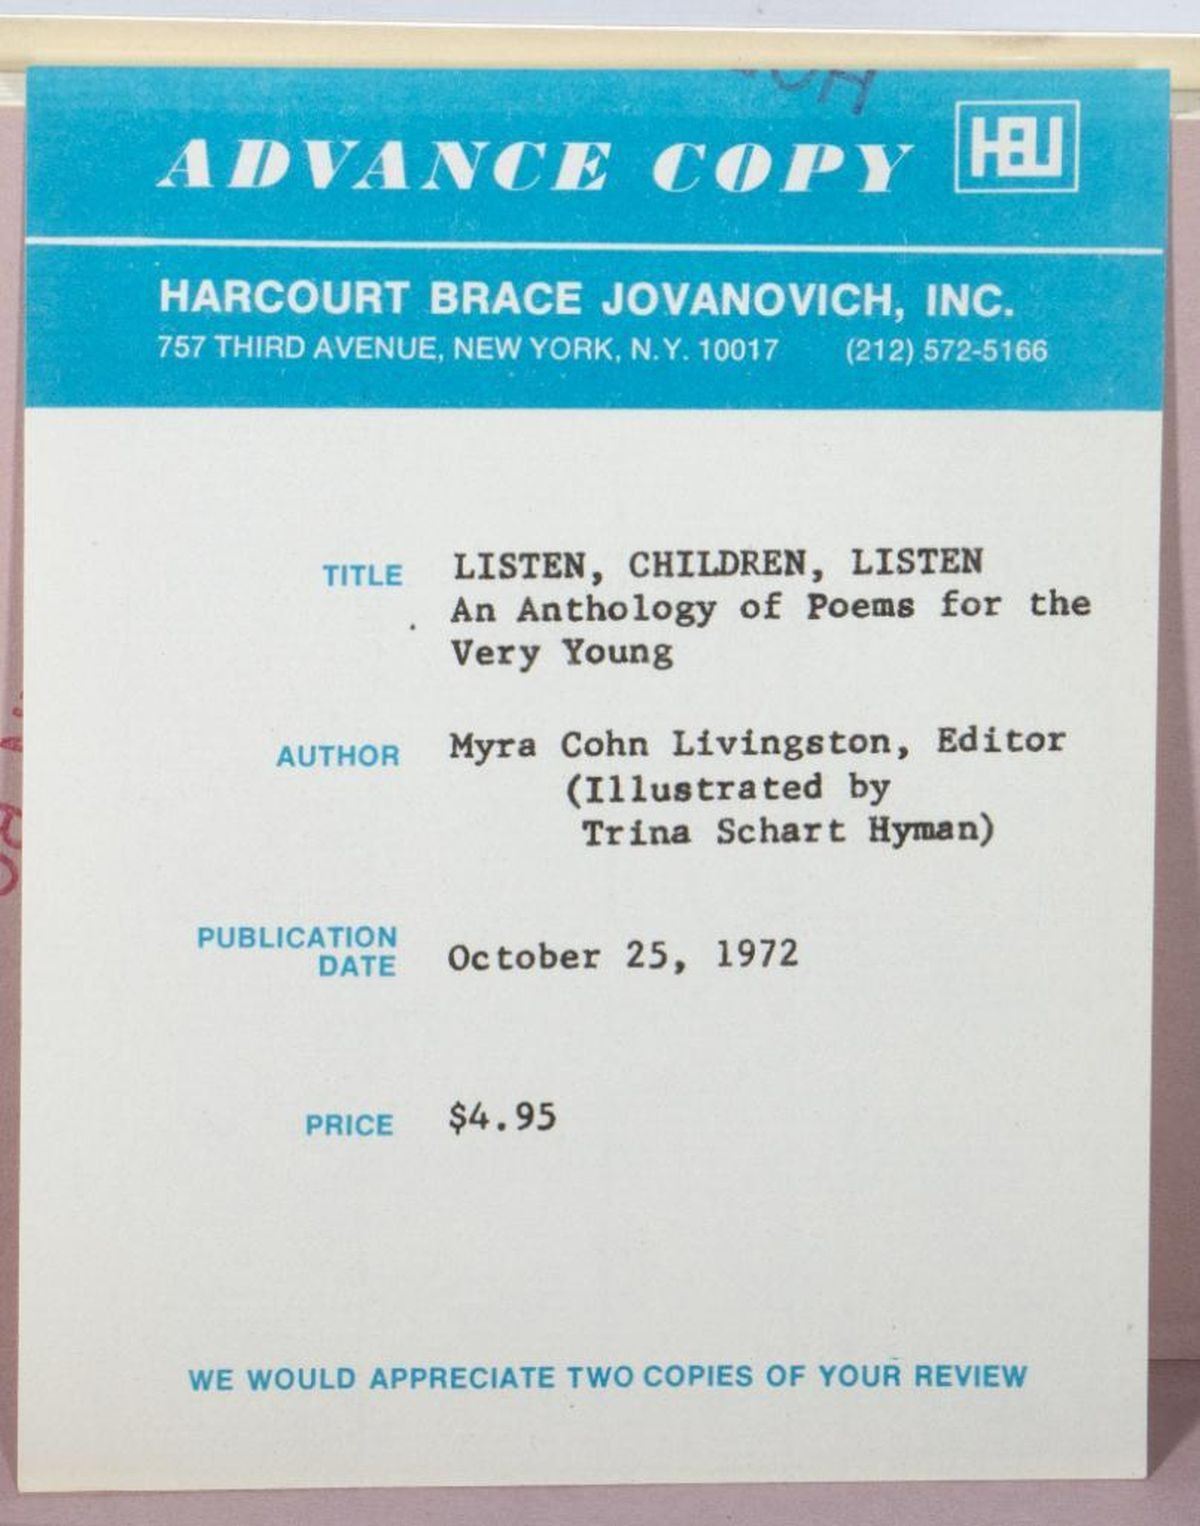 ADVANCE COPY
HBJ
HARCOURT BRACE JOVANOVICH, INC.
757 THIRD AVENUE, NEW YORK, N.Y. 10017 (212) 572-5166
TITLE LISTEN, CHILDREN, LISTEN
An Anthology of Poems for the
Very Young
AUTHOR Myra Cohn Livingston, Editor
(Illustrated by
Trina Schart Hyman)
PUBLICATION
DATE October 25, 1972
PRICE $4.95
WE WOULD APPRECIATE TWO COPIES OF YOUR REVIEW